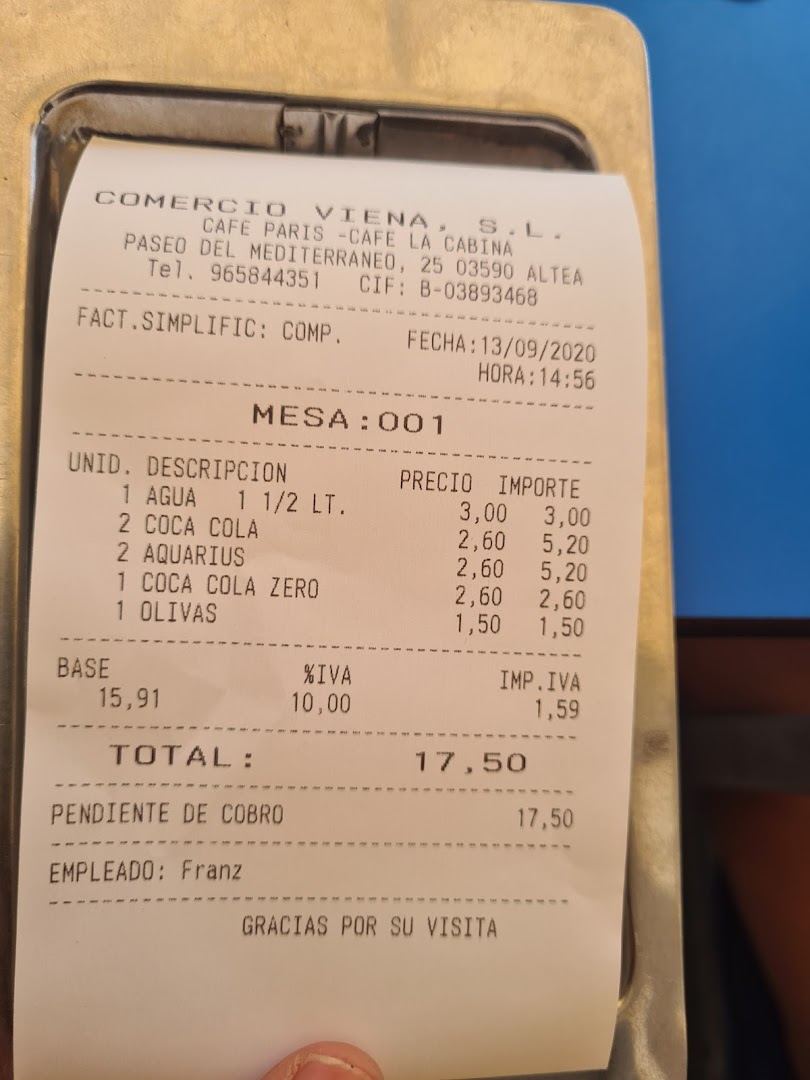 COMERCIO VIENA, S.L.
CAFE PARIS -CAFE LA CABINA
PASEO DEL MEDITERRANEO, 25 03590 ALTEA
Tel. 965844351 CIF: B-03893468
FACT.SIMPLIFIC: COMP. FECHA:13/09/2020
HORA:14:56
MESA:001
UNID. DESCRIPCION PRECIO IMPORTE
1 AGUA 1 1/2 LT. 3,00 3,00
2 COCA COLA 2,60 5,20
2 AQUARIUS 2,60 5,20
1 COCA COLA ZERO 2,60 2,60
1 OLIVAS 1,50 1,50
BASE %IVA IMP.IVA
15,91 10,00 1,59
TOTAL: 17,50
PENDIENTE DE COBRO 17,50
EMPLEADO: Franz
GRACIAS POR SU VISITA